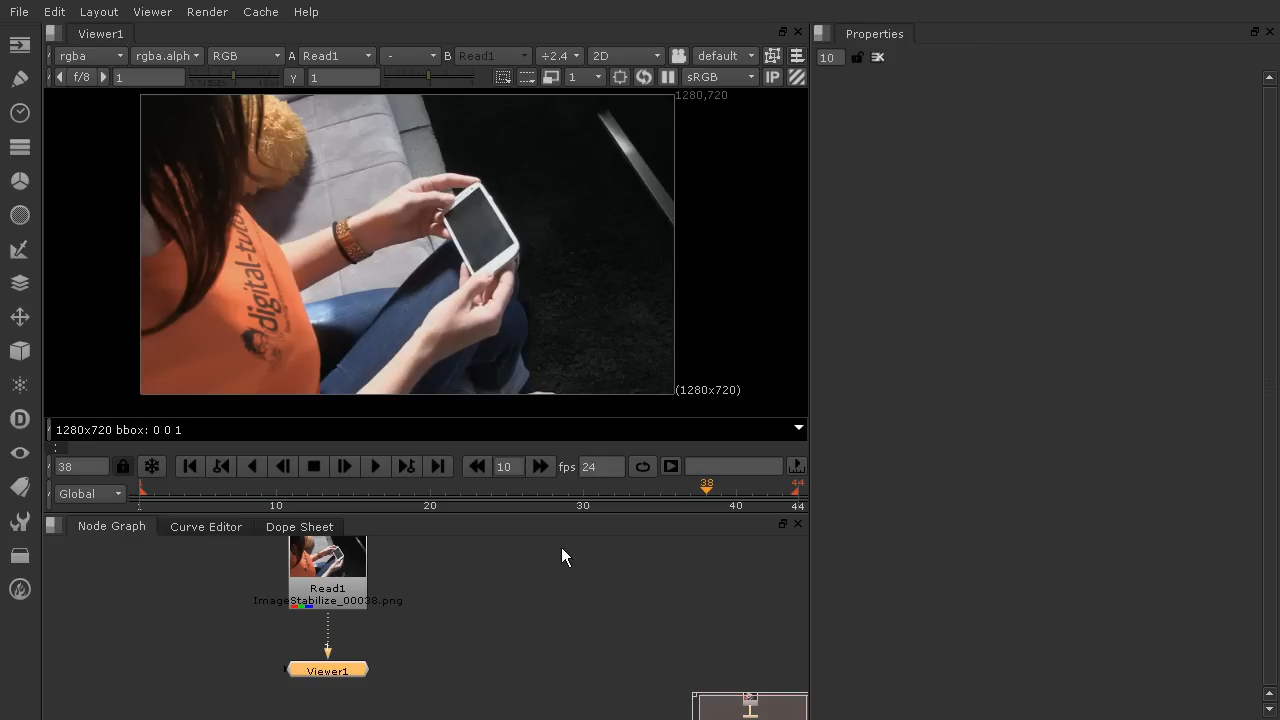 File Edit Layout Viewer Render Cache Help
Viewer1
Properties
rgba rgba.alph RGB A Read1 - B Read1 ÷2.4 2D default
10
f/8 1 Y 1 1 sRGB IP
1280,720
digital-tuto
(1280x720)
1280x720 bbox: 0 0 1
38 10 fps 24
Global 1 10 20 30 38 40 44 44
Node Graph Curve Editor Dope Sheet
Read1
ImageStabilize_00038.png
1
Viewer1